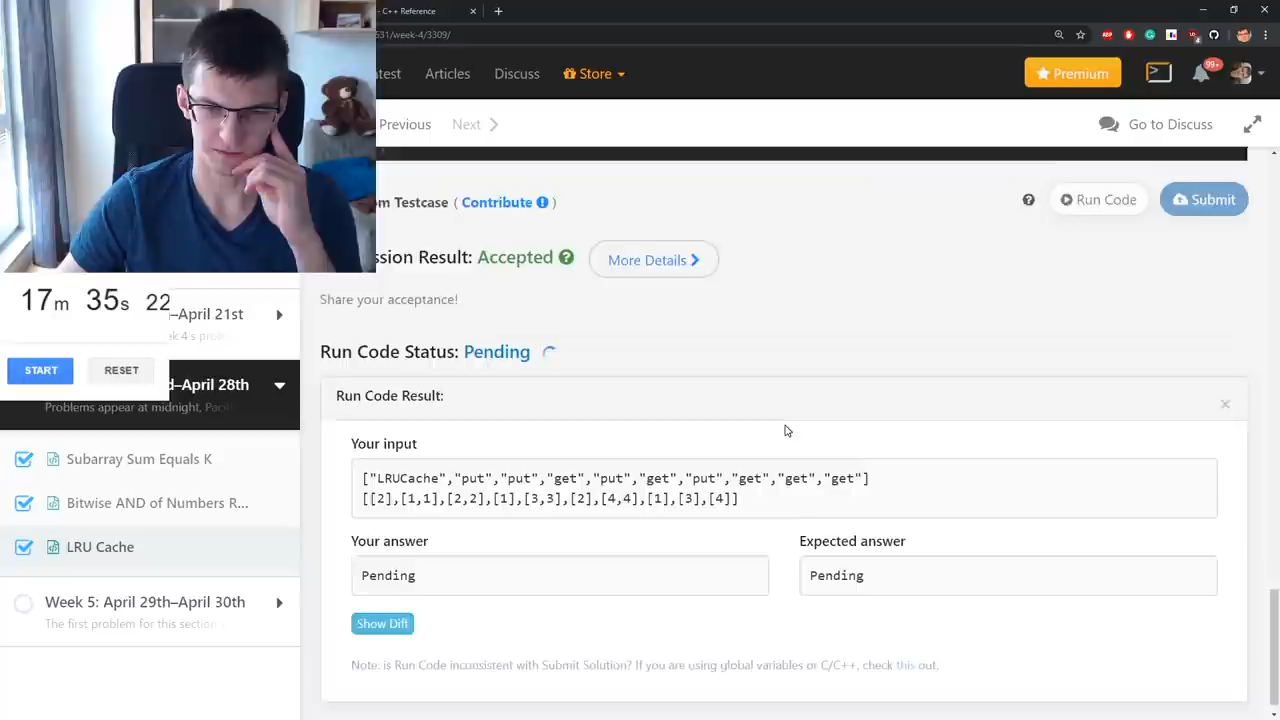 - C++ Reference
531/week-4/3309/
test Articles Discuss Store Premium 99+
Previous Next Go to Discuss
om Testcase ( Contribute ) Run Code Submit
ssion Result: Accepted More Details
Share your acceptance!
17m 35s 22
START RESET
–April 21st
ek 4's prob
d–April 28th
Problems appear at midnight, Paci
Subarray Sum Equals K
Bitwise AND of Numbers R...
LRU Cache
Week 5: April 29th–April 30th
The first problem for this section
Run Code Status: Pending
Run Code Result:
Your input
["LRUCache","put","put","get","put","get","put","get","get","get"]
[[2],[1,1],[2,2],[1],[3,3],[2],[4,4],[1],[3],[4]]
Your answer Expected answer
Pending Pending
Show Diff
Note: is Run Code inconsistent with Submit Solution? If you are using global variables or C/C++, check this out.